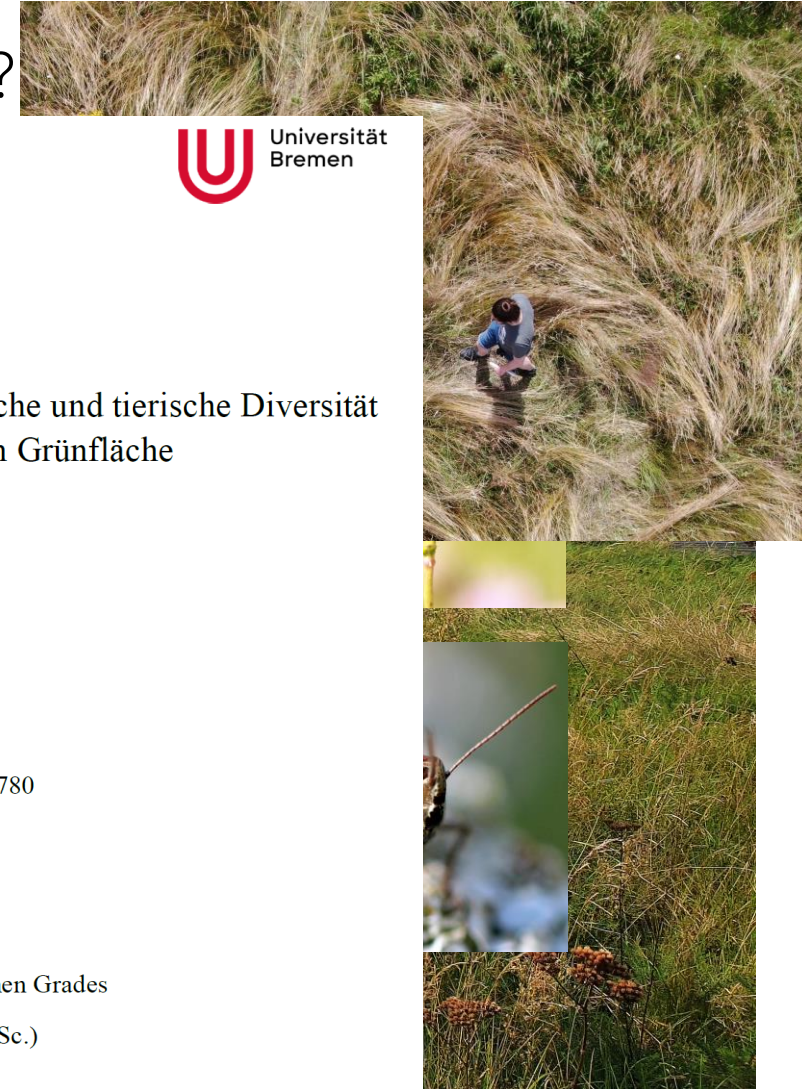 ?
Universität
Bremen
che und tierische Diversität
n Grünfläche
780
en Grades
Sc.)